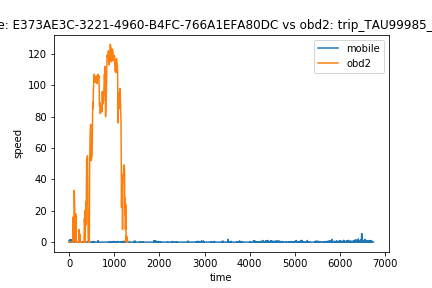 e: E373AE3C-3221-4960-B4FC-766A1EFA80DC vs obd2: trip_TAU99985_
mobile
obd2
120
100
80
60
40
20
0
speed
0 1000 2000 3000 4000 5000 6000 7000
time